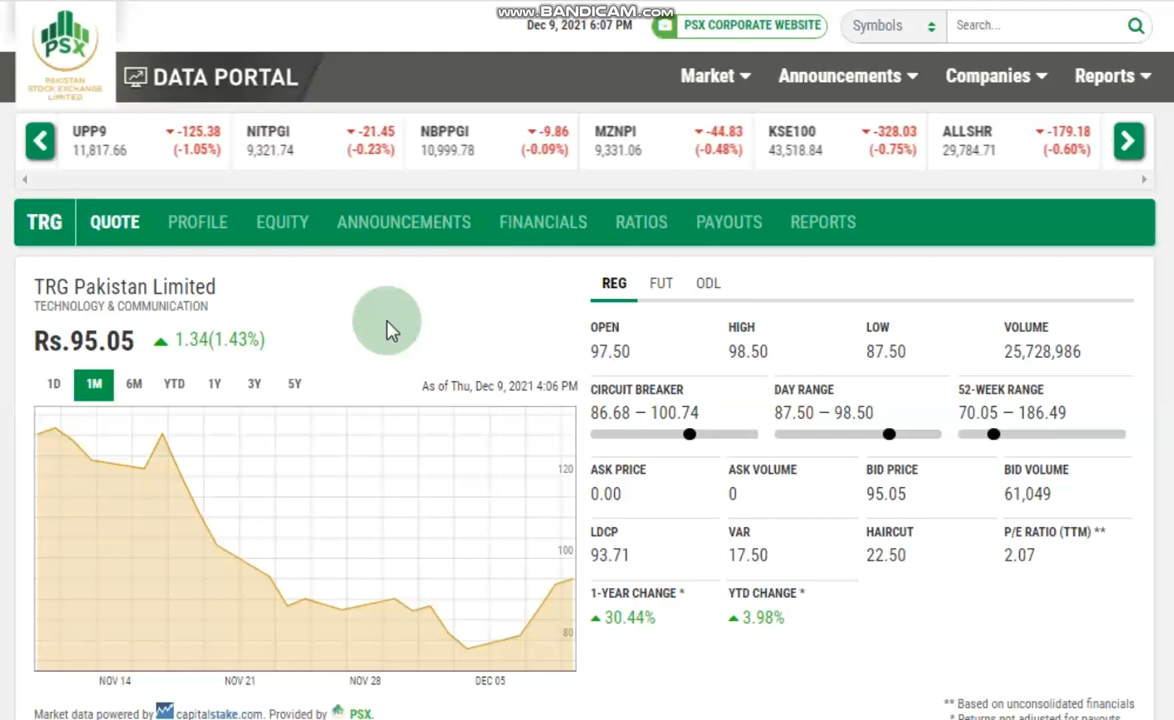 www.BANDICAM.com
Dec 9, 2021 6:07 PM
PSX CORPORATE WEBSITE
Symbols
Search...
PSX
PAKISTAN
STOCK EXCHANGE
LIMITED
DATA PORTAL
Market
Announcements
Companies
Reports
UPP9 -125.38
11,817.66 (-1.05%)
NITPGI -21.45
9,321.74 (-0.23%)
NBPPGI -9.86
10,999.78 (-0.09%)
MZNPI -44.83
9,331.06 (-0.48%)
KSE100 -328.03
43,518.84 (-0.75%)
ALLSHR -179.18
29,784.71 (-0.60%)
TRG QUOTE PROFILE EQUITY ANNOUNCEMENTS FINANCIALS RATIOS PAYOUTS REPORTS
TRG Pakistan Limited
TECHNOLOGY & COMMUNICATION
Rs.95.05 1.34(1.43%)
1D 1M 6M YTD 1Y 3Y 5Y
As of Thu, Dec 9, 2021 4:06 PM
120
100
80
NOV 14 NOV 21 NOV 28 DEC 05
Market data powered by capitalstake.com. Provided by PSX.
REG FUT ODL
OPEN HIGH LOW VOLUME
97.50 98.50 87.50 25,728,986
CIRCUIT BREAKER DAY RANGE 52-WEEK RANGE
86.68 — 100.74 87.50 — 98.50 70.05 — 186.49
ASK PRICE ASK VOLUME BID PRICE BID VOLUME
0.00 0 95.05 61,049
LDCP VAR HAIRCUT P/E RATIO (TTM) **
93.71 17.50 22.50 2.07
1-YEAR CHANGE * YTD CHANGE *
30.44% 3.98%
** Based on unconsolidated financials
* Returns not adjusted for payouts